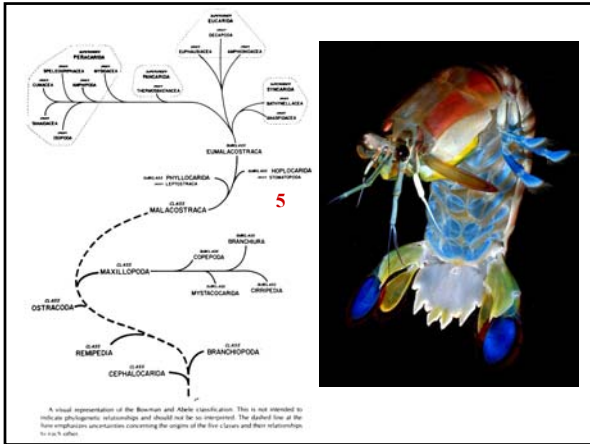 SUPERORDER
EUCARIDA
ORDER
DECAPODA
ORDER
EUPHAUSIACEA
ORDER
AMPHIONIDACEA
SUPERORDER
PERACARIDA
ORDER
SPELAEOGRIPHACEA
ORDER
MYSIDACEA
ORDER
CUMACEA
ORDER
AMPHIPODA
ORDER
TANAIDACEA
ORDER
ISOPODA
SUPERORDER
PANCARIDA
ORDER
THERMOSBAENACEA
SUPERORDER
SYNCARIDA
ORDER
BATHYNELLACEA
ORDER
ANASPIDACEA
SUBCLASS
EUMALACOSTRACA
SUBCLASS PHYLLOCARIDA
ORDER LEPTOSTRACA
SUBCLASS HOPLOCARIDA
ORDER STOMATOPODA
5
CLASS
MALACOSTRACA
SUBCLASS
BRANCHIURA
SUBCLASS
COPEPODA
CLASS
MAXILLOPODA
SUBCLASS
MYSTACOCARIDA
SUBCLASS
CIRRIPEDIA
CLASS
OSTRACODA
CLASS
REMIPEDIA
CLASS
BRANCHIOPODA
CLASS
CEPHALOCARIDA
A visual representation of the Bowman and Abele classification. This is not intended to
indicate phylogenetic relationships and should not be so interpreted. The dashed line at the
base emphasizes uncertainties concerning the origins of the five classes and their relationships
to each other.